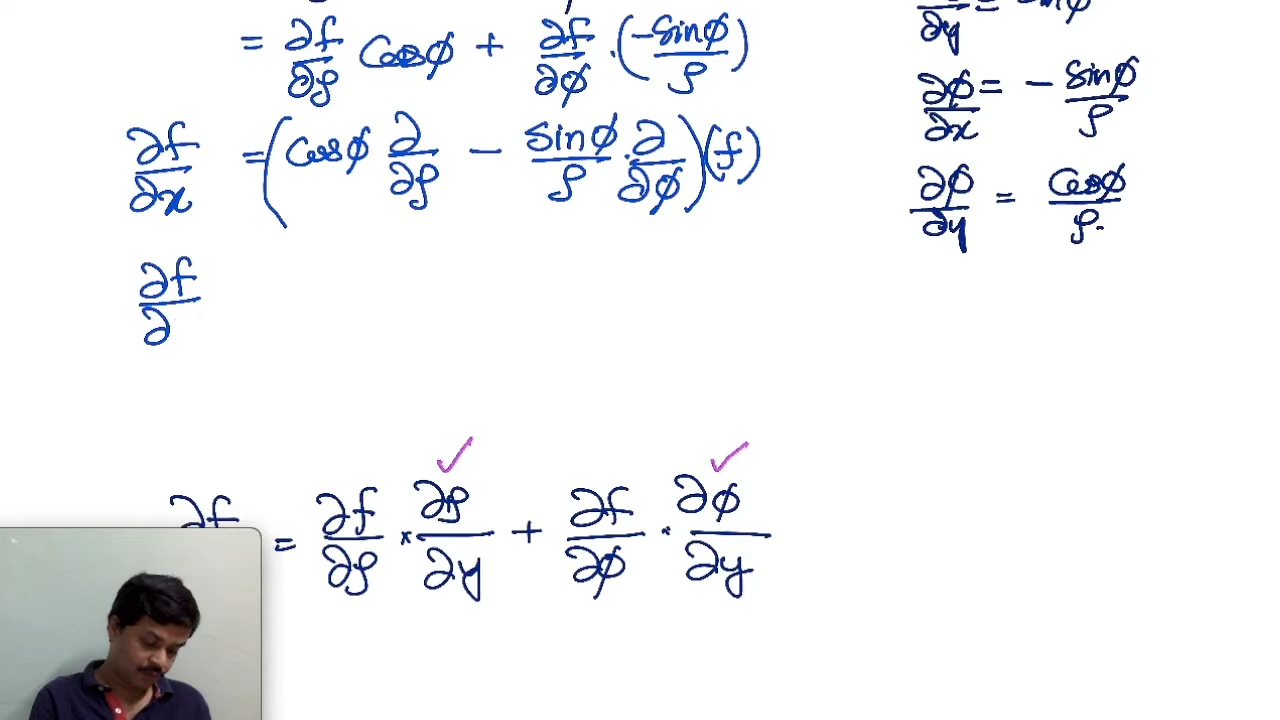 = ∂f/∂ρ Cosϕ + ∂f/∂ϕ · (-Sinϕ/ρ)
∂f/∂x = (Cosϕ ∂/∂ρ - Sinϕ/ρ · ∂/∂ϕ)(f)
∂f/∂
= ∂f/∂ρ × ∂ρ/∂y + ∂f/∂ϕ · ∂ϕ/∂y
∂ϕ/∂x = - Sinϕ/ρ
∂ϕ/∂y = Cosϕ/ρ